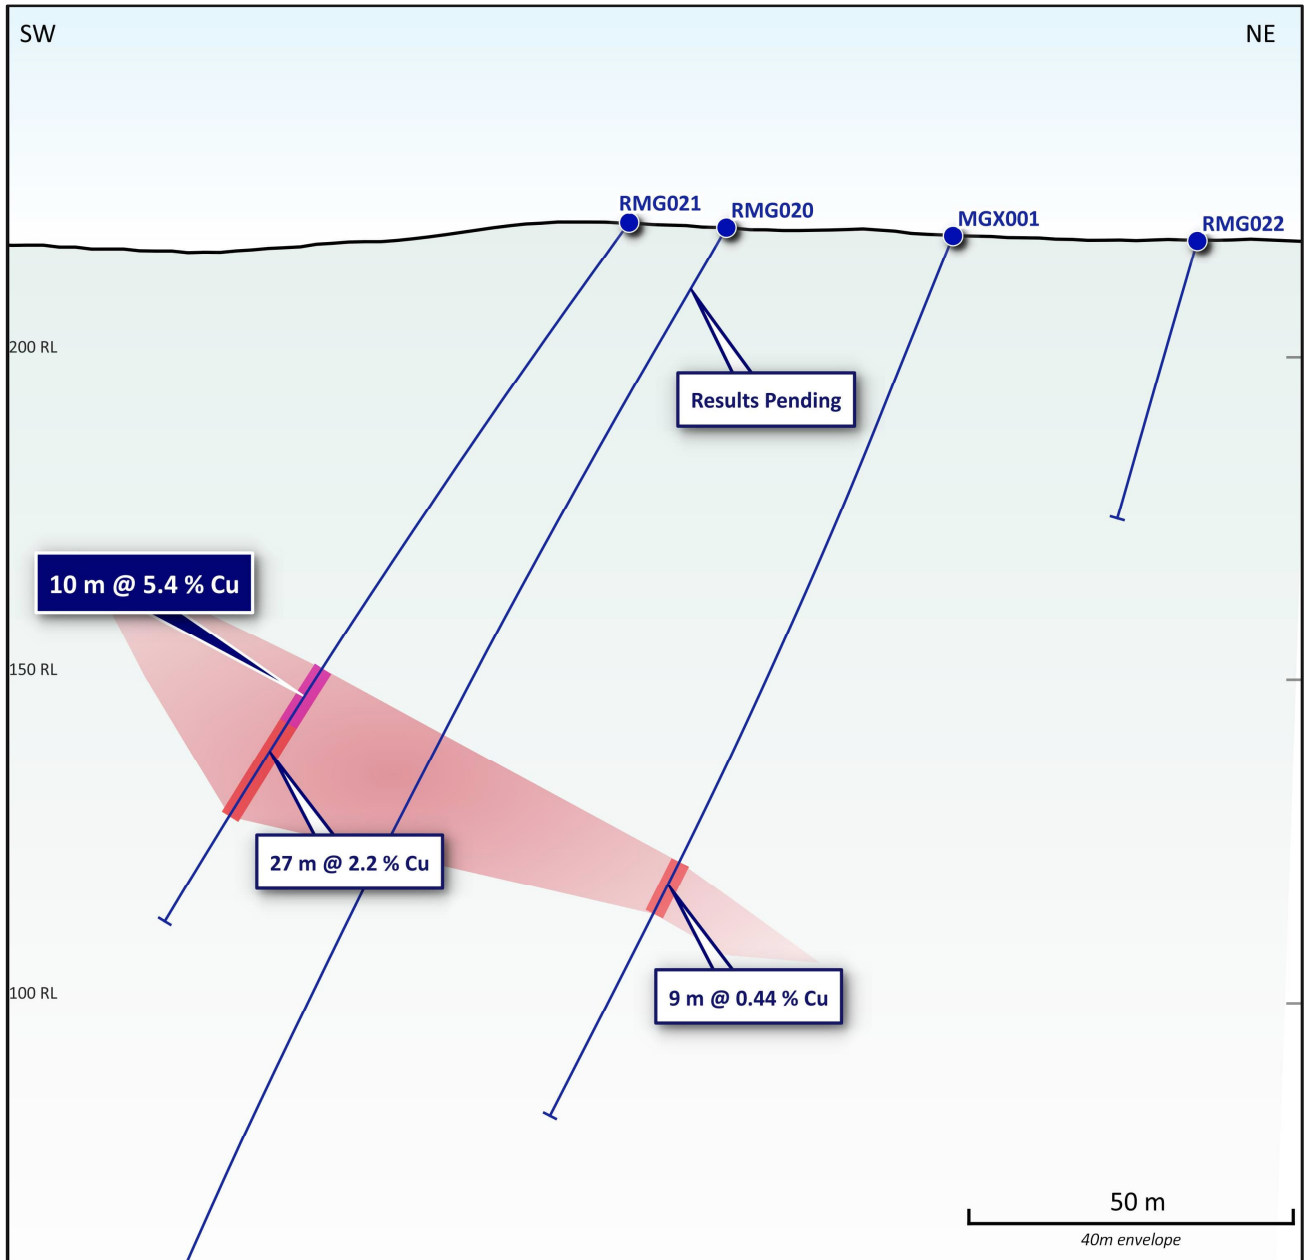 SW
NE
RMG021
RMG020
MGX001
RMG022
200 RL
Results Pending
10 m @ 5.4 % Cu
150 RL
27 m @ 2.2 % Cu
100 RL
9 m @ 0.44 % Cu
50 m
40m envelope